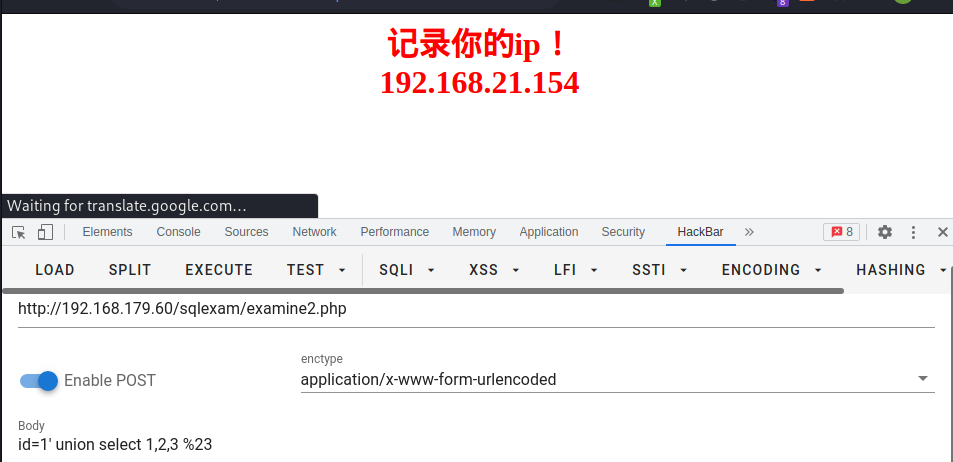 记录你的ip ！
192.168.21.154
Waiting for translate.google.com...
Elements Console Sources Network Performance Memory Application Security HackBar » 8
LOAD SPLIT EXECUTE TEST SQLI XSS LFI SSTI ENCODING HASHING
http://192.168.179.60/sqlexam/examine2.php
enctype
Enable POST application/x-www-form-urlencoded
Body
id=1' union select 1,2,3 %23